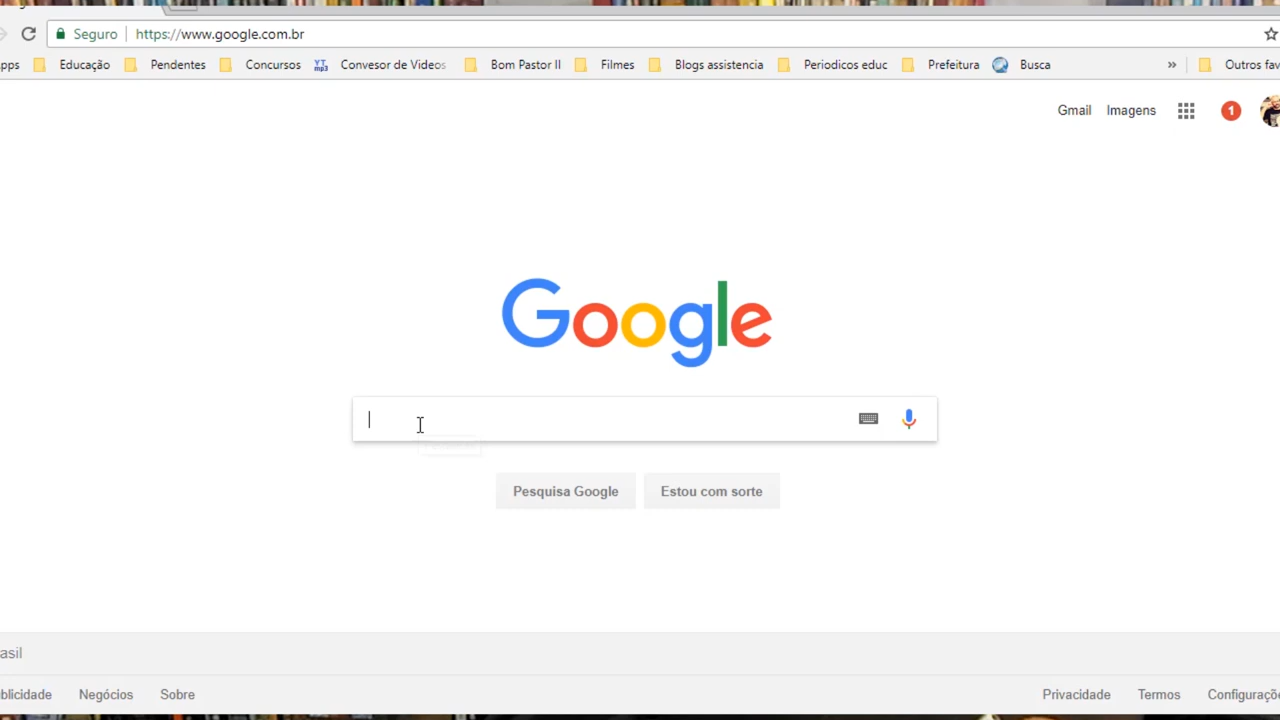 Seguro | https://www.google.com.br
pps Educação Pendentes Concursos YT mp3 Convesor de Videos Bom Pastor II Filmes Blogs assistencia Periodicos educ Prefeitura Busca » Outros fav
Gmail Imagens 1
Google
Pesquisa Google Estou com sorte
asil
blicidade Negócios Sobre Privacidade Termos Configuraçõ